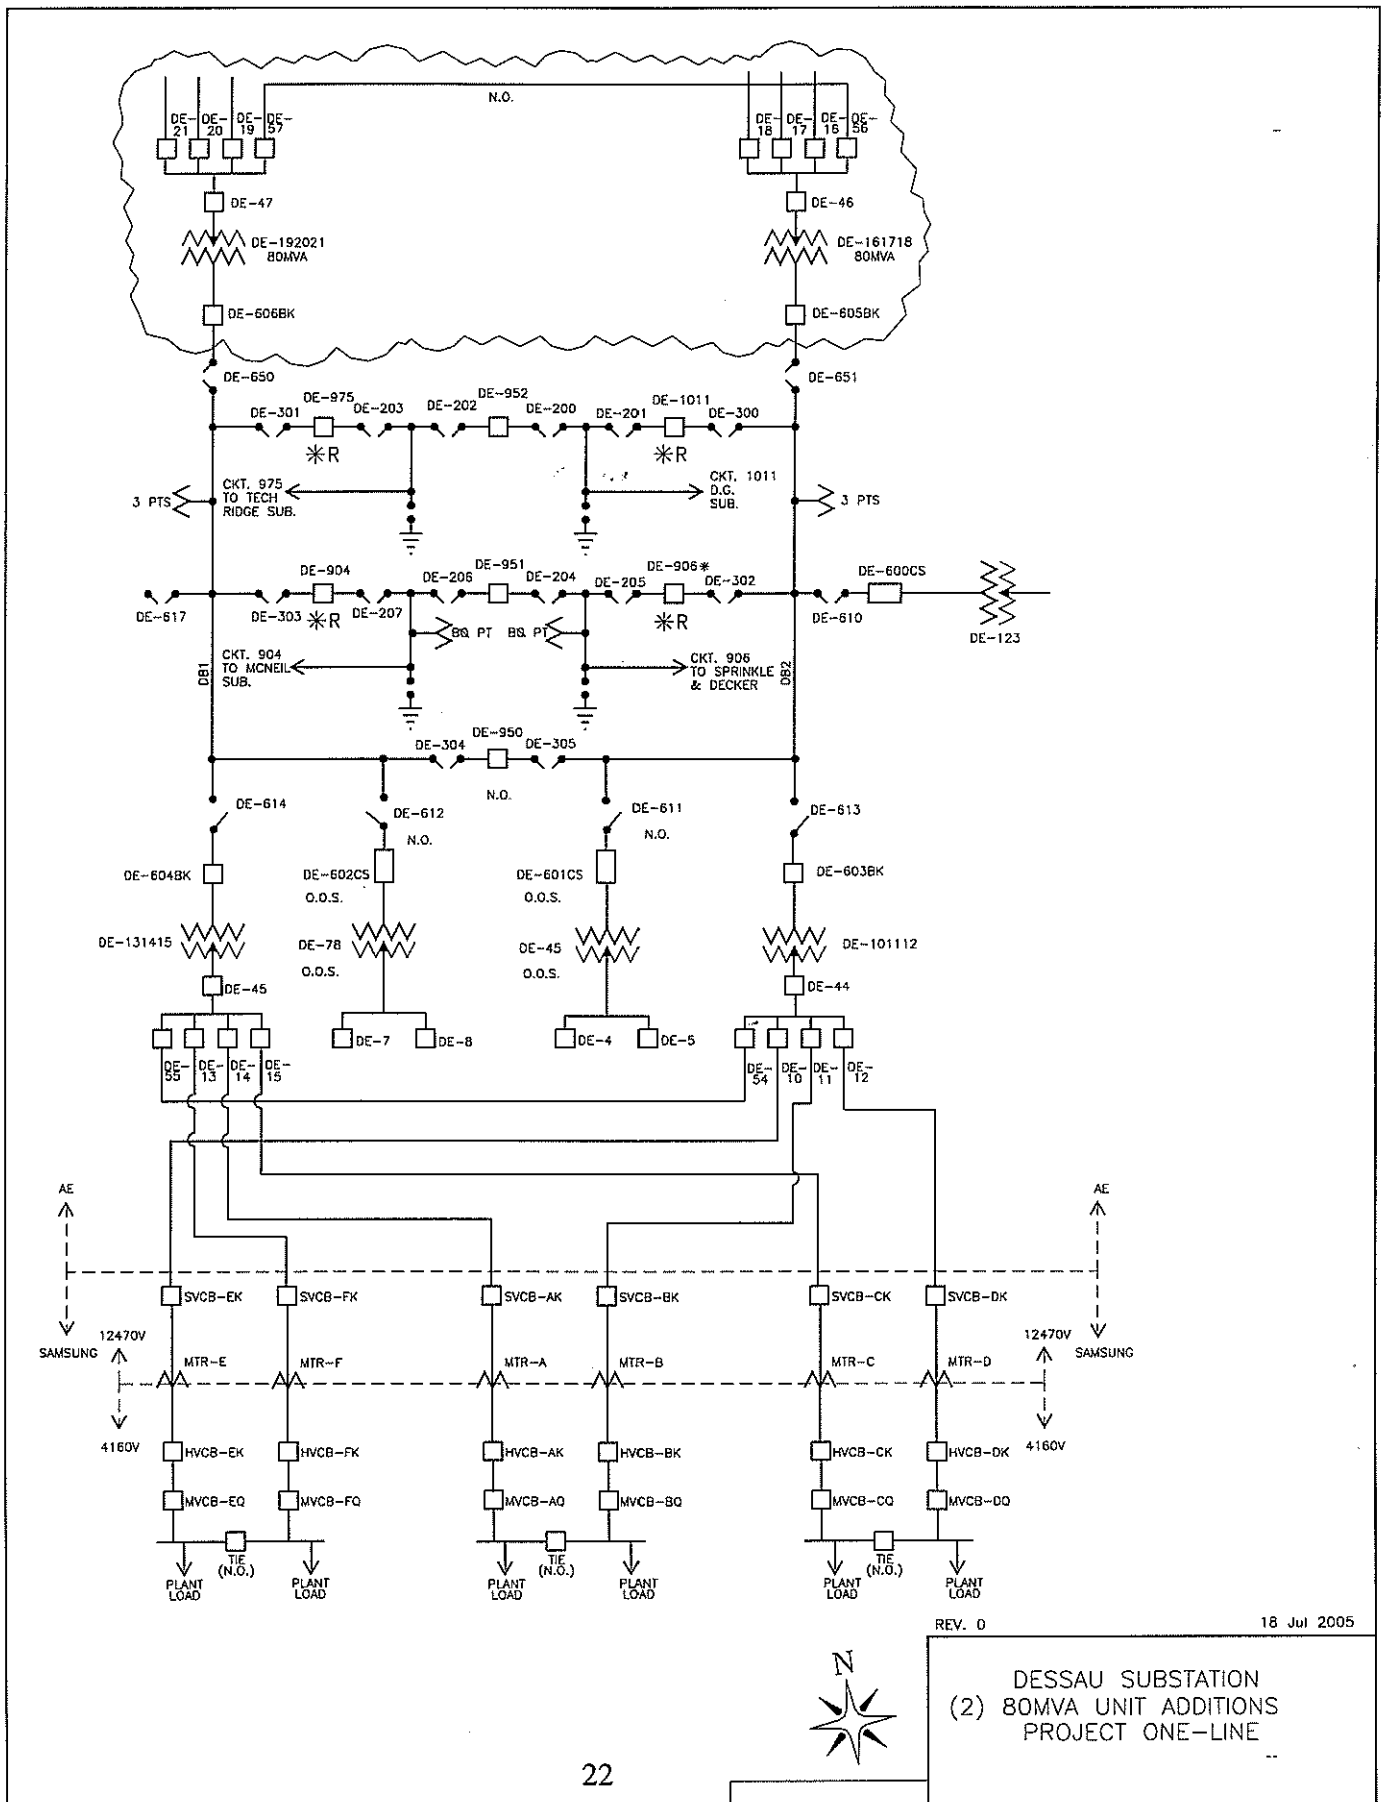 N.O.
DE-21
DE-20
DE-19
DE-57
DE-18
DE-17
DE-16
DE-56
DE-47
DE-46
DE-192021
80MVA
DE-161718
80MVA
DE-606BK
DE-605BK
DE-650
DE-651
DE-301
DE-975
DE-203
DE-202
DE-952
DE-200
DE-201
DE-1011
DE-300
*R
*R
CKT. 975
TO TECH
RIDGE SUB.
CKT. 1011
D.G.
SUB.
3 PTS
3 PTS
DE-904
DE-206
DE-951
DE-204
DE-906*
DE-302
DE-600CS
DE-617
DE-303
DE-207
DE-205
DE-610
DE-123
*R
*R
BQ PT
BQ PT
CKT. 904
TO MCNEIL
SUB.
CKT. 906
TO SPRINKLE
& DECKER
DB1
DB2
DE-304
DE-950
DE-305
N.O.
DE-614
DE-612
N.O.
DE-611
N.O.
DE-613
DE-604BK
DE-602CS
O.O.S.
DE-601CS
O.O.S.
DE-603BK
DE-131415
DE-78
O.O.S.
DE-45
O.O.S.
DE-101112
DE-45
DE-44
DE-7
DE-8
DE-4
DE-5
DE-55
DE-13
DE-14
DE-15
DE-54
DE-10
DE-11
DE-12
AE
AE
SVCB-EK
SVCB-FK
SVCB-AK
SVCB-BK
SVCB-CK
SVCB-DK
SAMSUNG
12470V
12470V
SAMSUNG
MTR-E
MTR-F
MTR-A
MTR-B
MTR-C
MTR-D
4160V
4160V
HVCB-EK
HVCB-FK
HVCB-AK
HVCB-BK
HVCB-CK
HVCB-DK
MVCB-EQ
MVCB-FQ
MVCB-AQ
MVCB-BQ
MVCB-CQ
MVCB-DQ
TIE
(N.O.)
TIE
(N.O.)
TIE
(N.O.)
PLANT
LOAD
PLANT
LOAD
PLANT
LOAD
PLANT
LOAD
PLANT
LOAD
PLANT
LOAD
REV. 0
18 Jul 2005
N
DESSAU SUBSTATION
(2) 80MVA UNIT ADDITIONS
PROJECT ONE-LINE
--
22